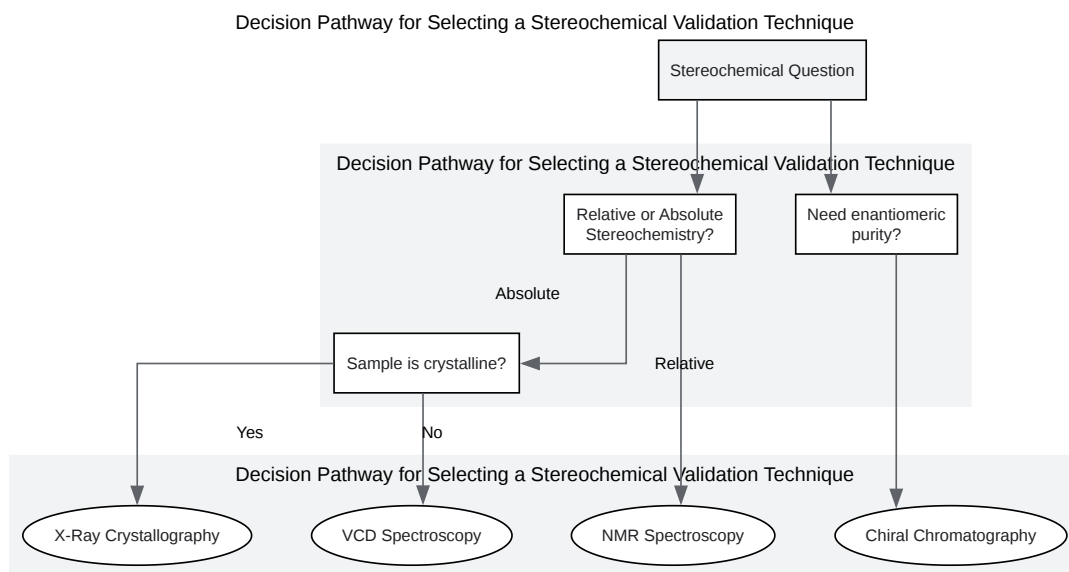 Decision Pathway for Selecting a Stereochemical Validation Technique
Stereochemical Question
Decision Pathway for Selecting a Stereochemical Validation Technique
Relative or Absolute
Stereochemistry?
Need enantiomeric
purity?
Absolute
Sample is crystalline?
Relative
Yes
No
Decision Pathway for Selecting a Stereochemical Validation Technique
X-Ray Crystallography
VCD Spectroscopy
NMR Spectroscopy
Chiral Chromatography